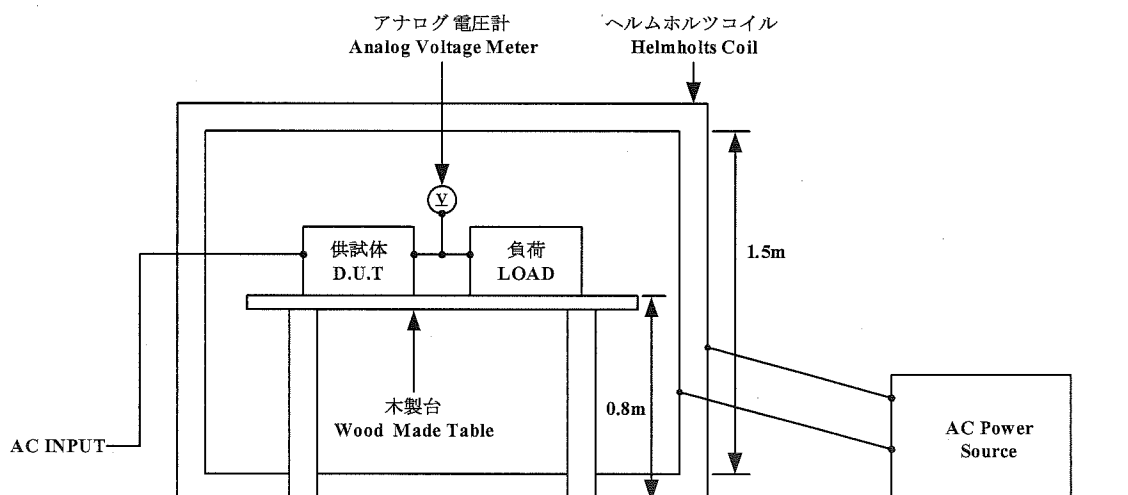 アナログ電圧計
Analog Voltage Meter
ヘルムホルツコイル
Helmholts Coil
V
供試体
D.U.T
負荷
LOAD
1.5m
木製台
Wood Made Table
0.8m
AC INPUT
AC Power
Source